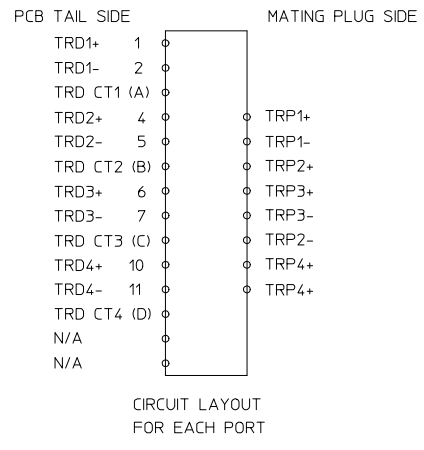 PCB TAIL SIDE MATING PLUG SIDE
TRD1+ 1
TRD1- 2
TRD CT1 (A)
TRD2+ 4 TRP1+
TRD2- 5 TRP1-
TRD CT2 (B) TRP2+
TRD3+ 6 TRP3+
TRD3- 7 TRP3-
TRD CT3 (C) TRP2-
TRD4+ 10 TRP4+
TRD4- 11 TRP4+
TRD CT4 (D)
N/A
N/A
CIRCUIT LAYOUT
FOR EACH PORT